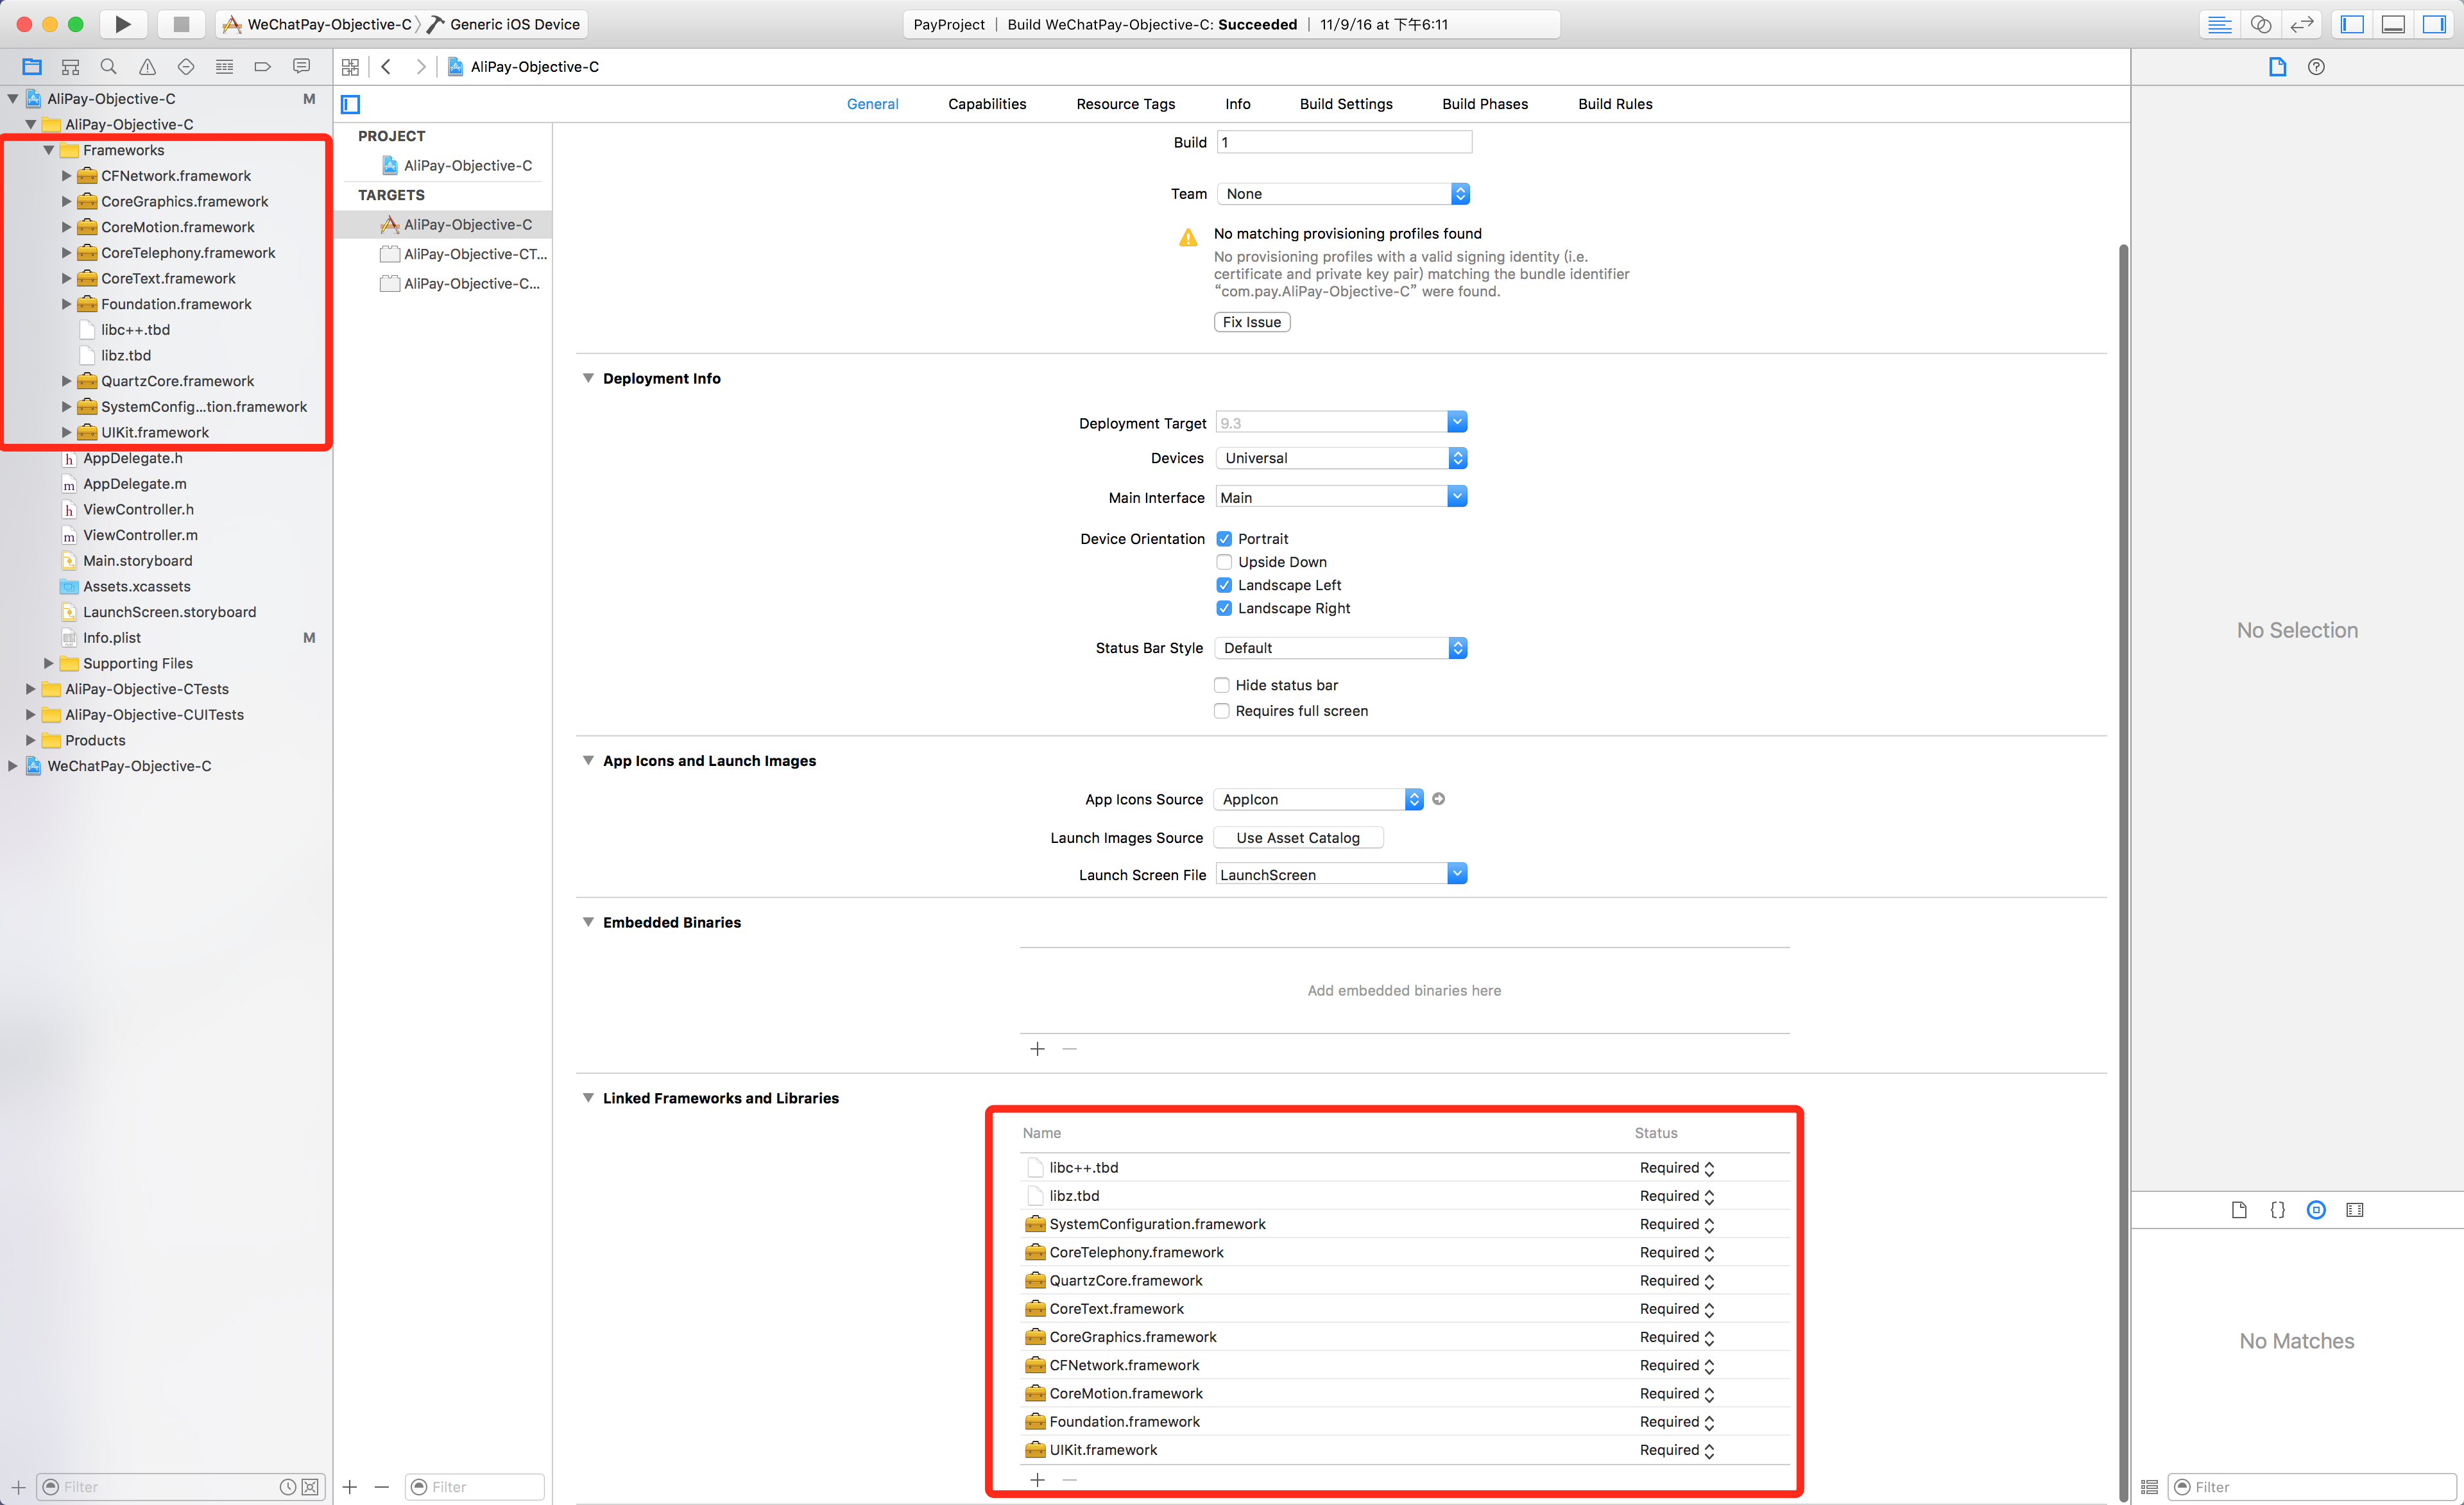 WeChatPay-Objective-C
Generic iOS Device
PayProject | Build WeChatPay-Objective-C: Succeeded | 11/9/16 at 下午6:11
AliPay-Objective-C
AliPay-Objective-C M
AliPay-Objective-C
Frameworks
CFNetwork.framework
CoreGraphics.framework
CoreMotion.framework
CoreTelephony.framework
CoreText.framework
Foundation.framework
libc++.tbd
libz.tbd
QuartzCore.framework
SystemConfig...tion.framework
UIKit.framework
AppDelegate.h
AppDelegate.m
ViewController.h
ViewController.m
Main.storyboard
Assets.xcassets
LaunchScreen.storyboard
Info.plist M
Supporting Files
AliPay-Objective-CTests
AliPay-Objective-CUITests
Products
WeChatPay-Objective-C
Filter
General Capabilities Resource Tags Info Build Settings Build Phases Build Rules
PROJECT
AliPay-Objective-C
TARGETS
AliPay-Objective-C
AliPay-Objective-CT...
AliPay-Objective-C...
Filter
Build 1
Team None
No matching provisioning profiles found
No provisioning profiles with a valid signing identity (i.e.
certificate and private key pair) matching the bundle identifier
“com.pay.AliPay-Objective-C” were found.
Fix Issue
Deployment Info
Deployment Target 9.3
Devices Universal
Main Interface Main
Device Orientation Portrait
Upside Down
Landscape Left
Landscape Right
Status Bar Style Default
Hide status bar
Requires full screen
App Icons and Launch Images
App Icons Source AppIcon
Launch Images Source Use Asset Catalog
Launch Screen File LaunchScreen
Embedded Binaries
Add embedded binaries here
Linked Frameworks and Libraries
Name Status
libc++.tbd Required
libz.tbd Required
SystemConfiguration.framework Required
CoreTelephony.framework Required
QuartzCore.framework Required
CoreText.framework Required
CoreGraphics.framework Required
CFNetwork.framework Required
CoreMotion.framework Required
Foundation.framework Required
UIKit.framework Required
No Selection
No Matches
Filter